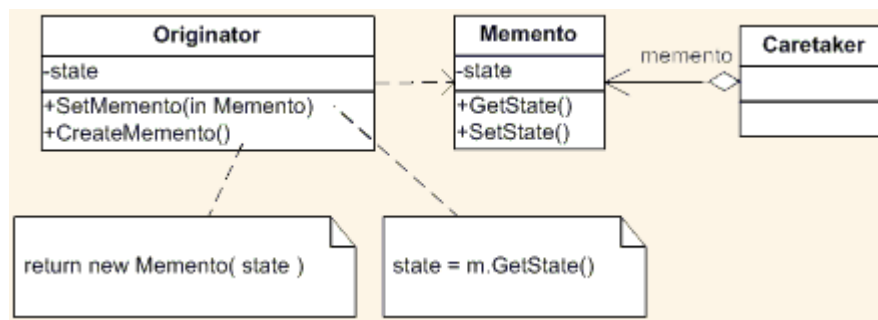 Originator
-state
+SetMemento(in Memento)
+CreateMemento()
Memento
-state
+GetState()
+SetState()
memento
Caretaker
return new Memento( state )
state = m.GetState()